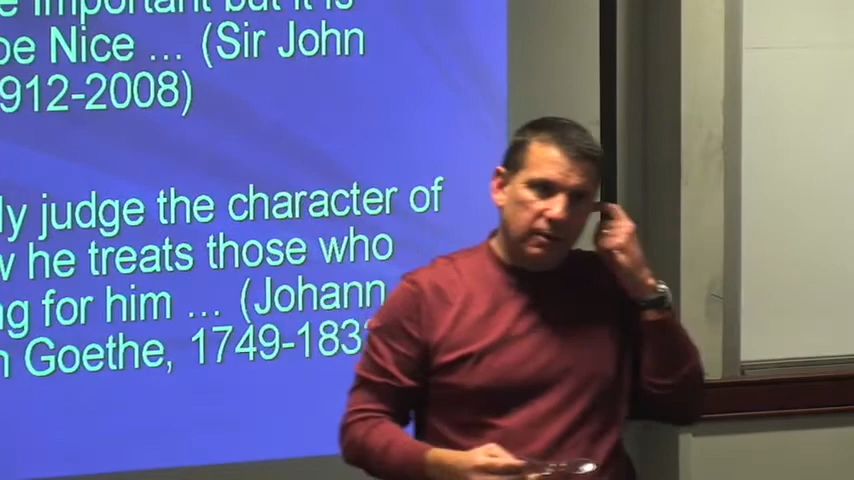 e important but it is
be Nice ... (Sir John
912-2008)
ly judge the character of
w he treats those who
ng for him ... (Johann
n Goethe, 1749-183